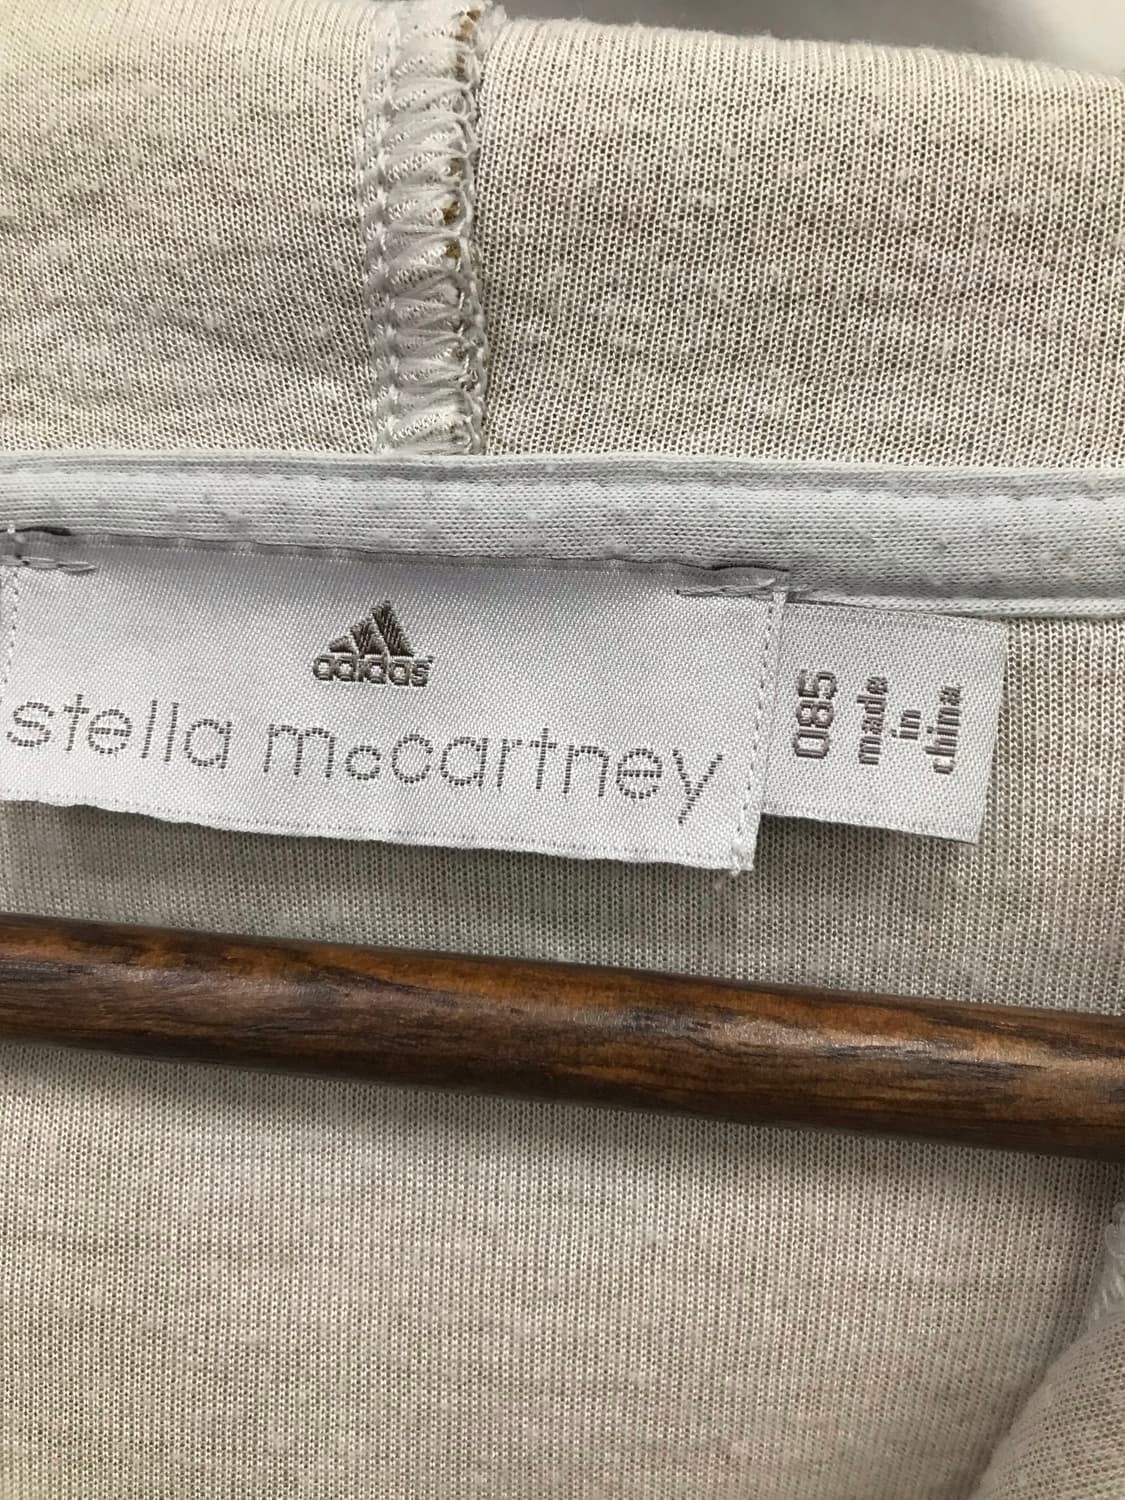 adidas
stella mccartney
085
made
in
china